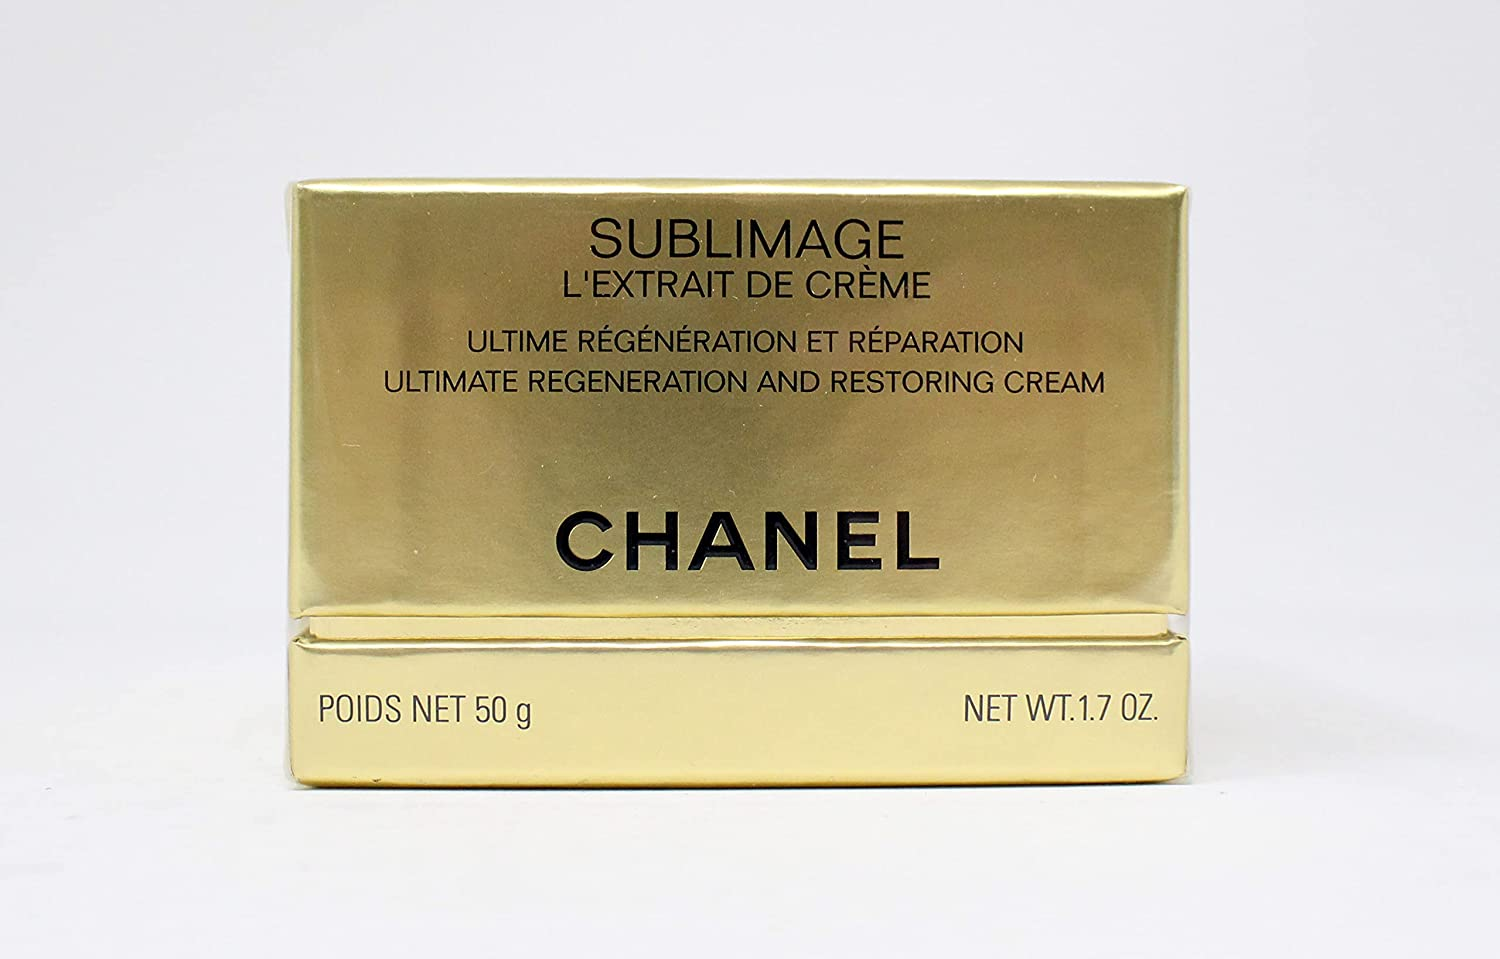 SUBLIMAGE
L'EXTRAIT DE CRÈME
ULTIME RÉGÉNÉRATION ET RÉPARATION
ULTIMATE REGENERATION AND RESTORING CREAM
CHANEL
POIDS NET 50 g NET WT.1.7 OZ.